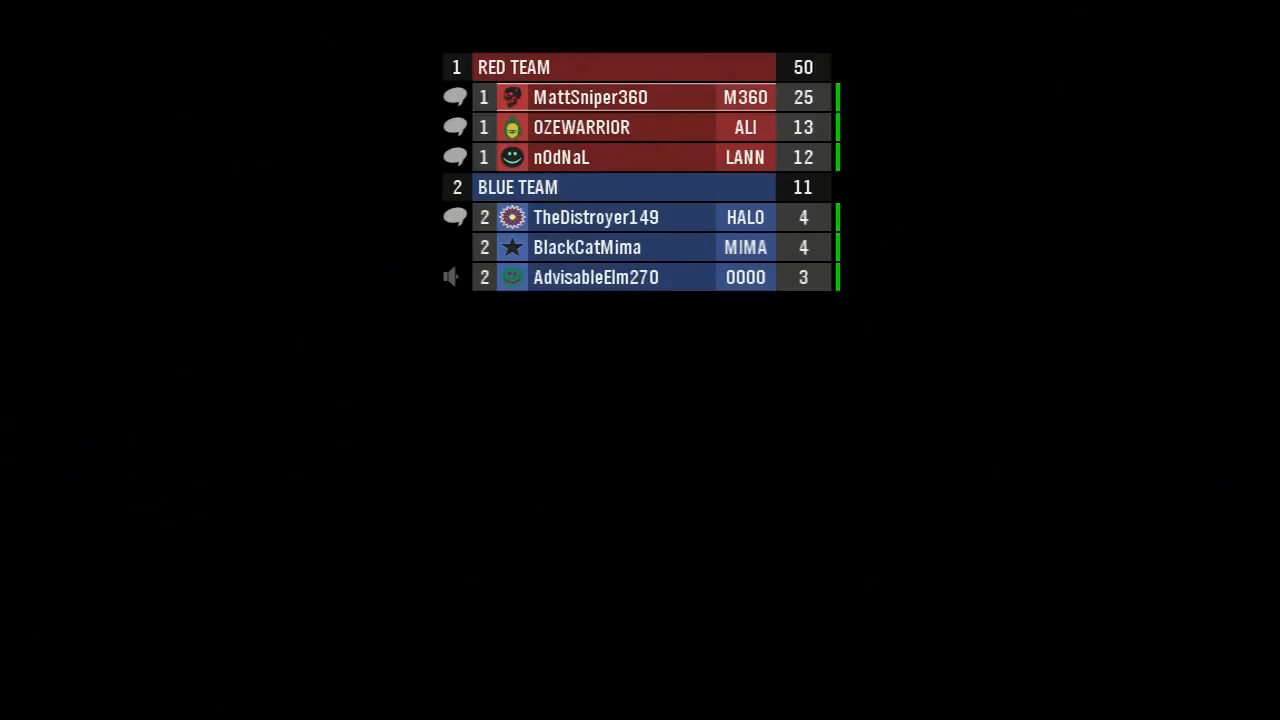 1 RED TEAM 50
1 MattSniper360 M360 25
1 OZEWARRIOR ALI 13
1 n0dNaL LANN 12
2 BLUE TEAM 11
2 TheDistroyer149 HALO 4
2 BlackCatMima MIMA 4
2 AdvisableElm270 0000 3